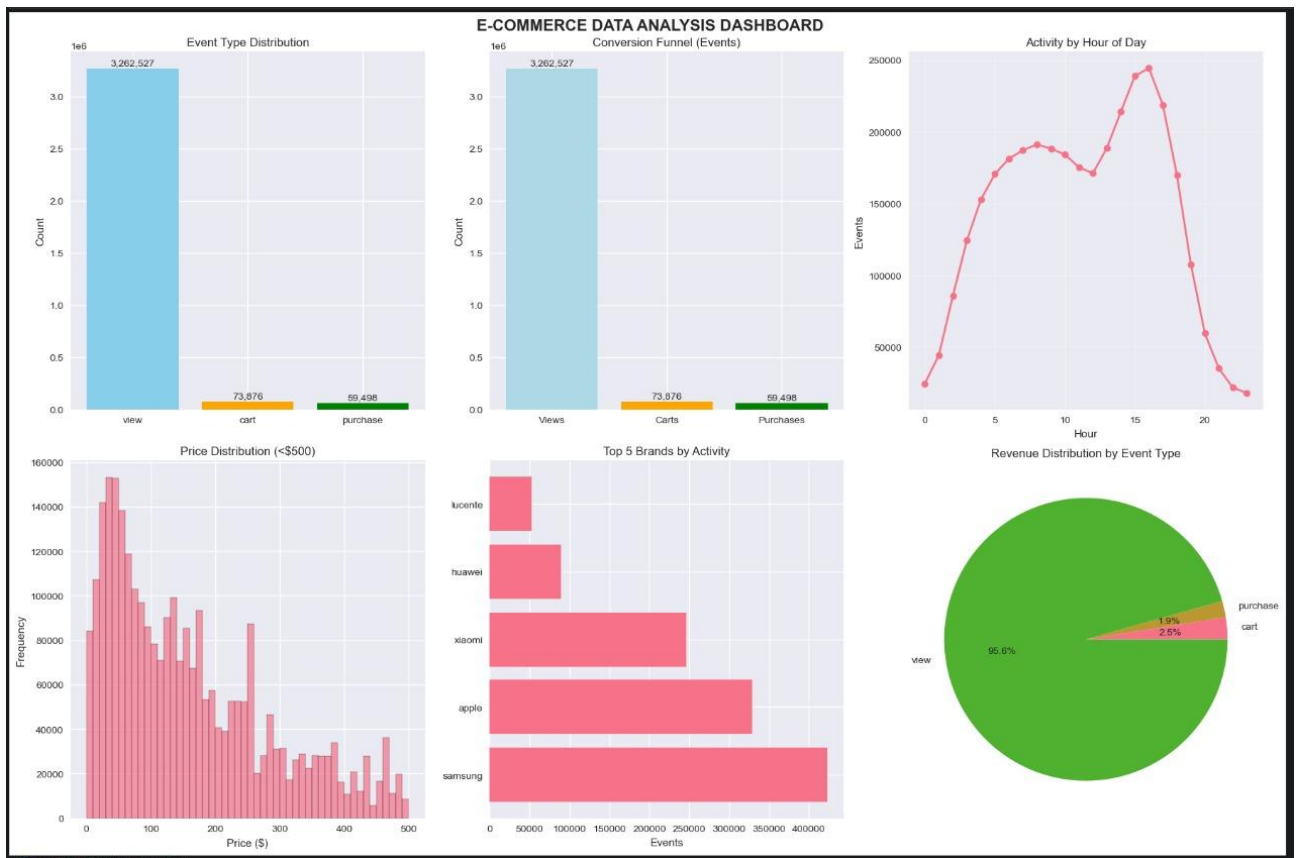 E-COMMERCE DATA ANALYSIS DASHBOARD
Event Type Distribution
1e6
3,262,527
3.0
2.5
2.0
1.5
1.0
0.5
0.0
Count
73,876
59,498
view cart purchase
Conversion Funnel (Events)
1e6
3,262,527
3.0
2.5
2.0
1.5
1.0
0.5
0.0
Count
73,876
59,498
Views Carts Purchases
Activity by Hour of Day
250000
200000
150000
100000
50000
Events
0 5 10 15 20
Hour
Price Distribution (<$500)
160000
140000
120000
100000
80000
60000
40000
20000
0
Frequency
0 100 200 300 400 500
Price ($)
Top 5 Brands by Activity
lucente
huawei
xiaomi
apple
samsung
0 50000 100000 150000 200000 250000 300000 350000 400000
Events
Revenue Distribution by Event Type
purchase
1.9%
cart
2.5%
view
95.6%